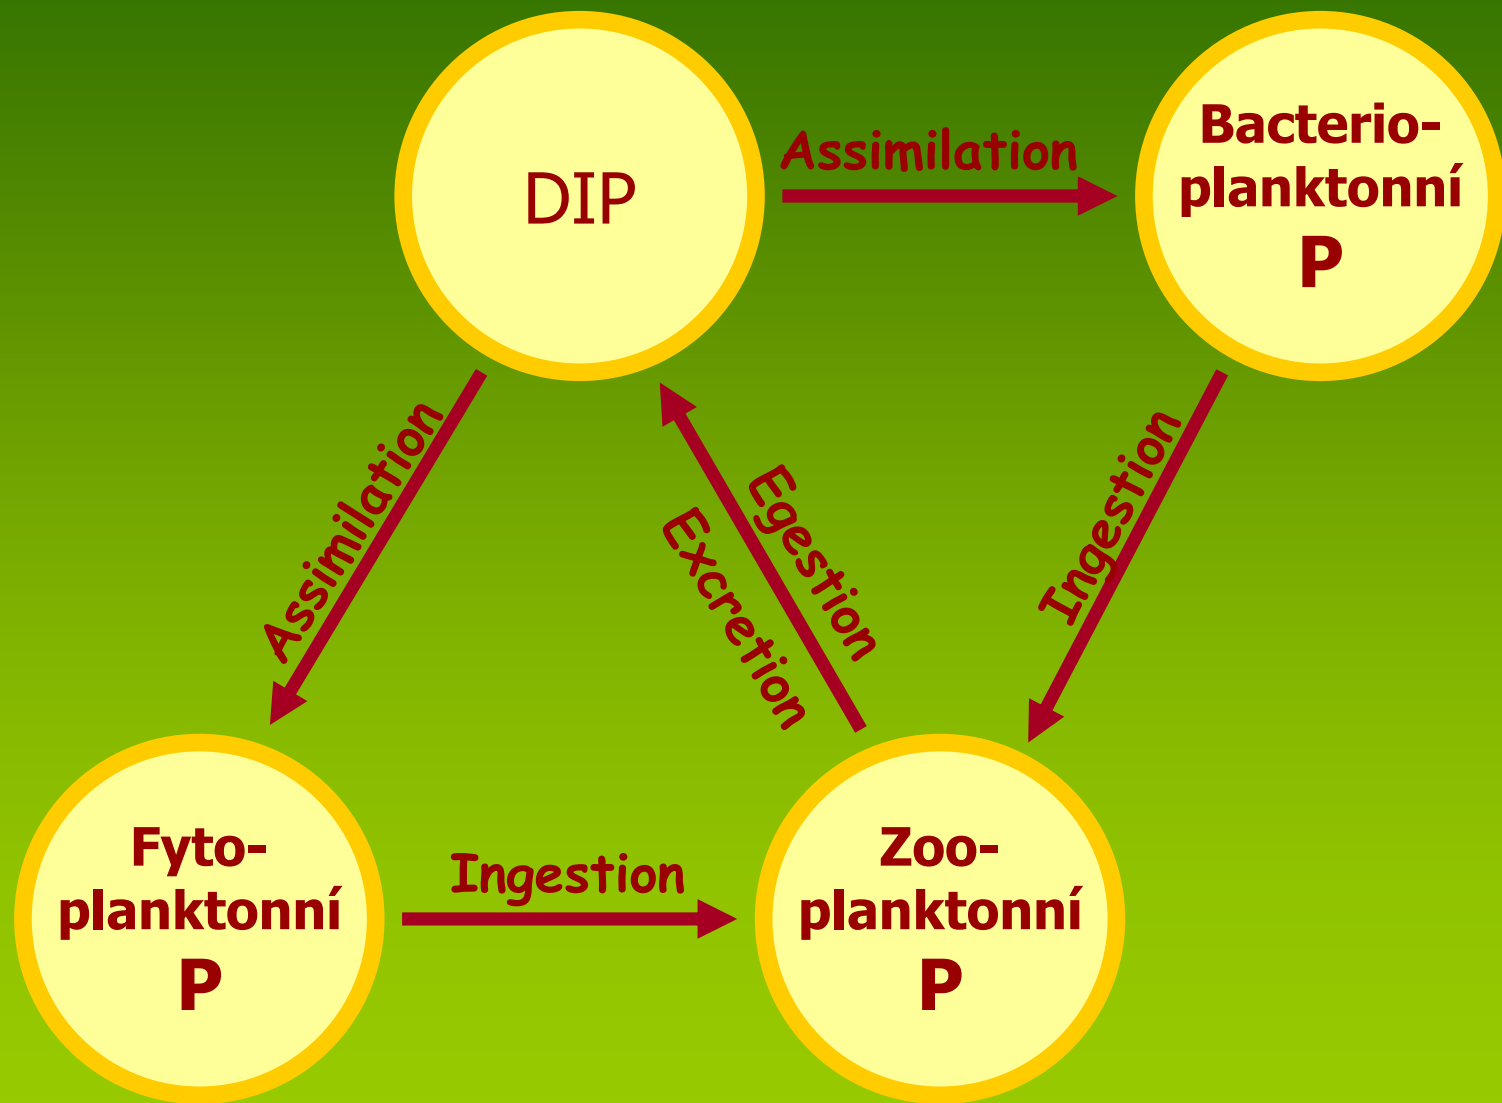 DIP
Assimilation
Bacterio-
planktonní
P
Assimilation
Egestion
Excretion
Ingestion
Fyto-
planktonní
P
Ingestion
Zoo-
planktonní
P